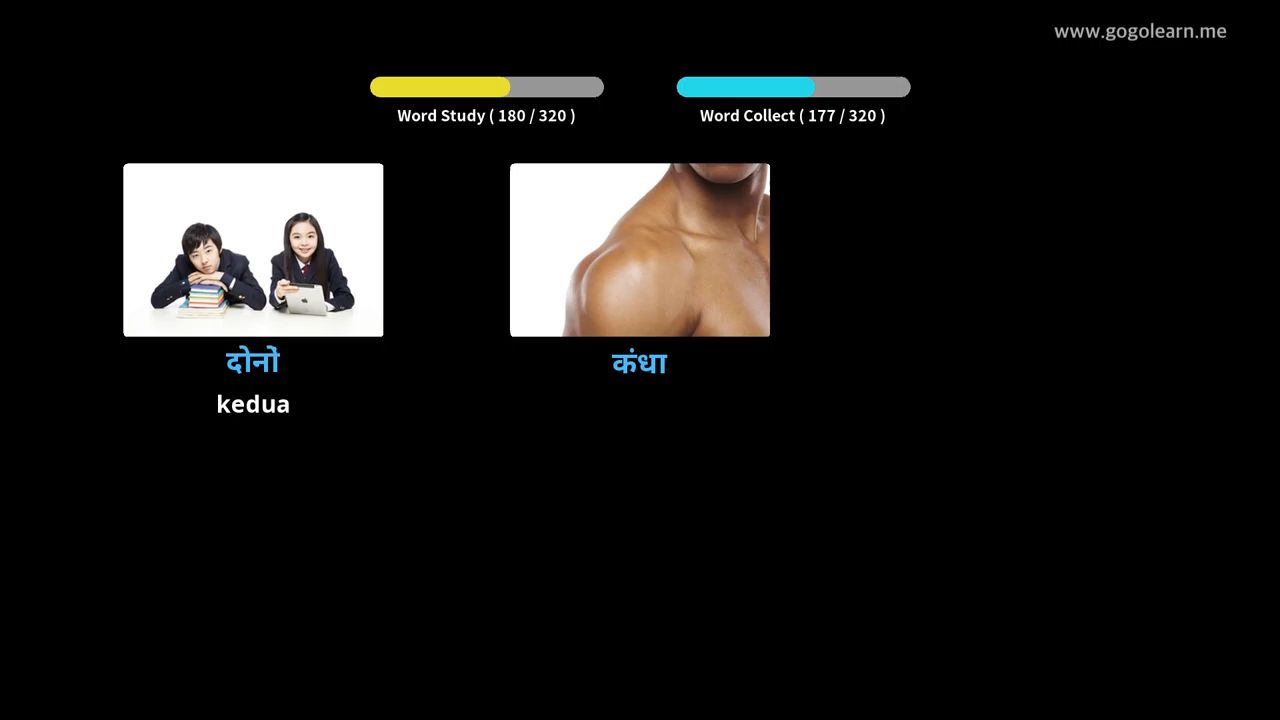 www.gogolearn.me
Word Study ( 180 / 320 )
Word Collect ( 177 / 320 )
दोनों
kedua
कंधा